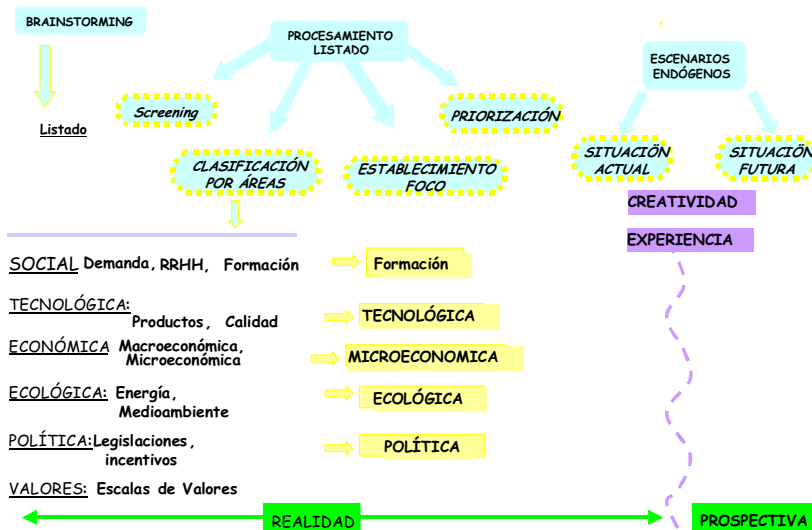 BRAINSTORMING
Listado
PROCESAMIENTO
LISTADO
Screening
CLASIFICACIÓN
POR ÁREAS
ESTABLECIMIENTO
FOCO
PRIORIZACIÓN
ESCENARIOS
ENDÓGENOS
SITUACIÖN
ACTUAL
SITUACIÖN
FUTURA
CREATIVIDAD
EXPERIENCIA
SOCIAL Demanda, RRHH, Formación
Formación
TECNOLÓGICA:
Productos, Calidad
TECNOLÓGICA
ECONÓMICA Macroeconómica,
Microeconómica
MICROECONOMICA
ECOLÓGICA: Energía,
Medioambiente
ECOLÓGICA
POLÍTICA:Legislaciones,
incentivos
POLÍTICA
VALORES: Escalas de Valores
REALIDAD
PROSPECTIVA